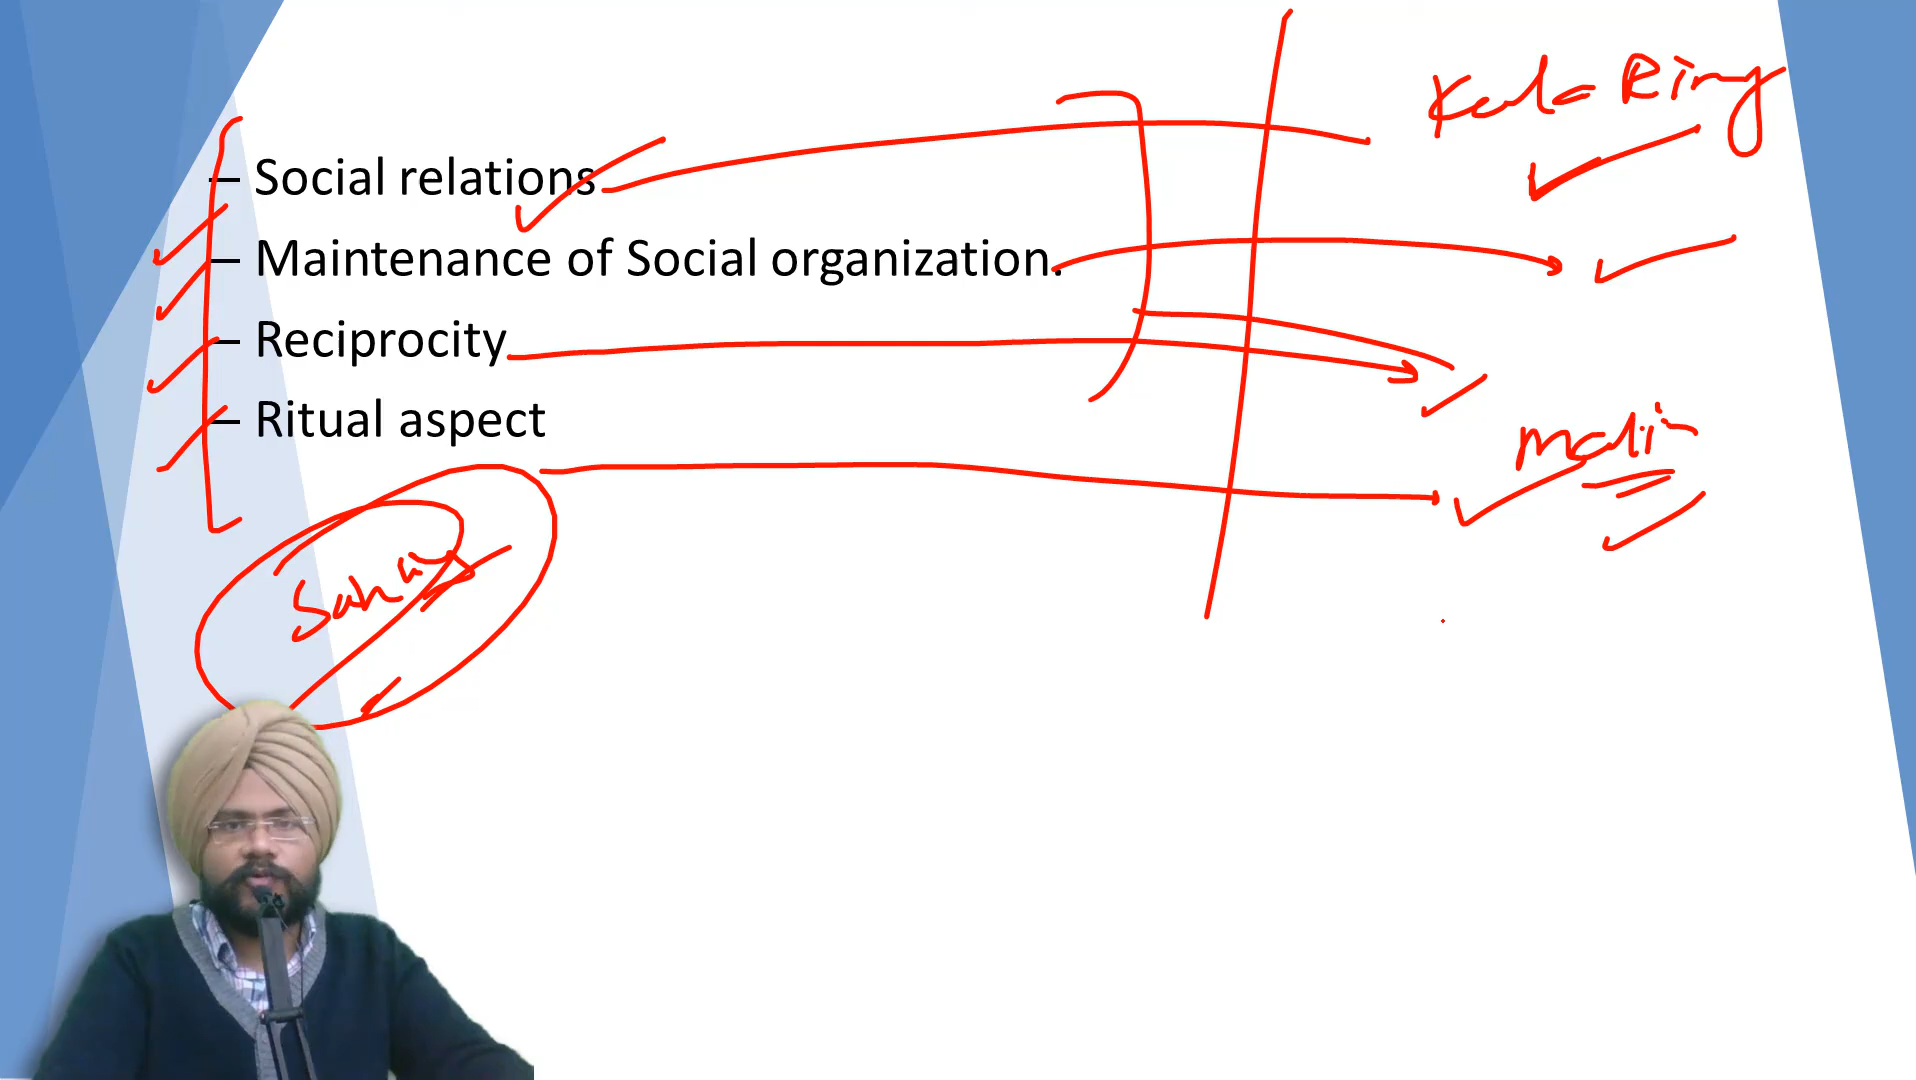 Kula Ring
– Social relations
– Maintenance of Social organization.
– Reciprocity
– Ritual aspect